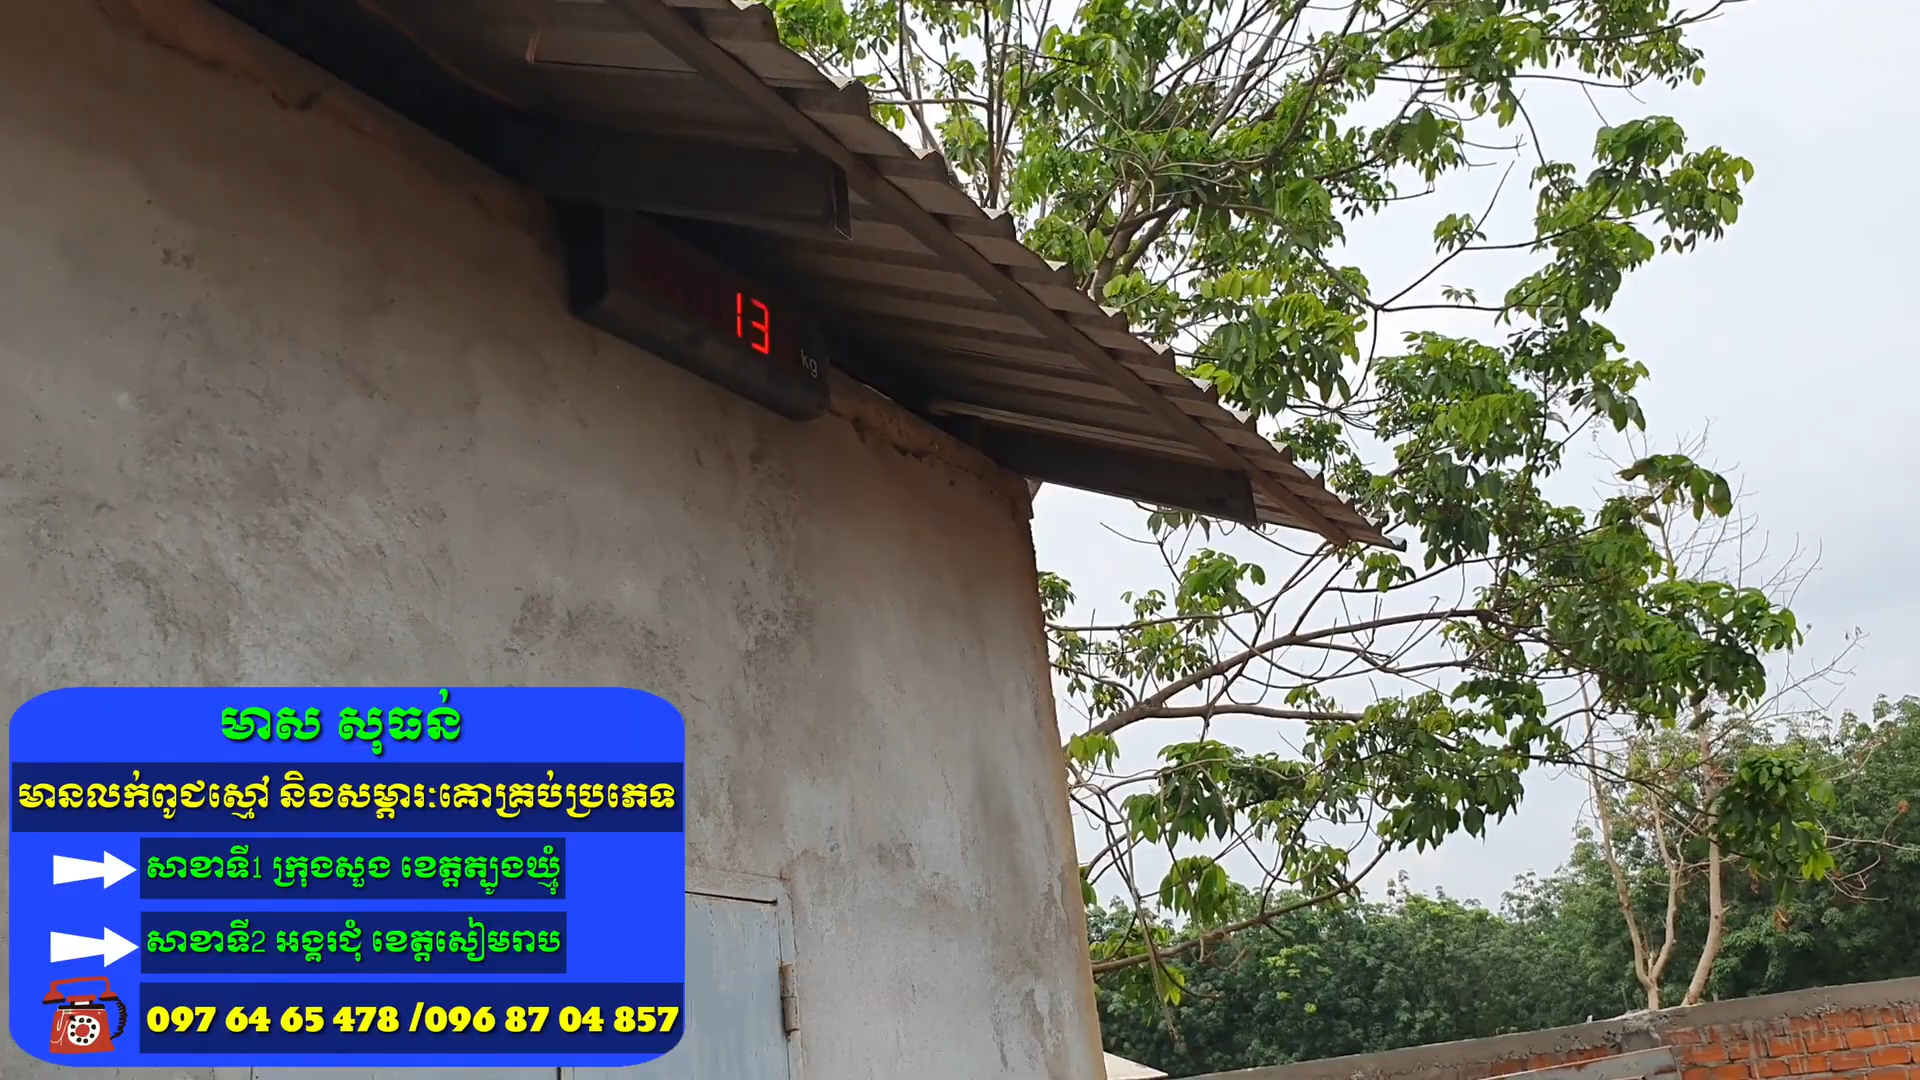 13
kg
មាស សុធន់
មានលក់ពូជស្មៅ និងសម្ភារៈគោគ្រប់ប្រភេទ
សាខាទី1 ក្រុងសួង ខេត្តត្បូងឃ្មុំ
សាខាទី2 អង្គរជុំ ខេត្តសៀមរាប
097 64 65 478 /096 87 04 857